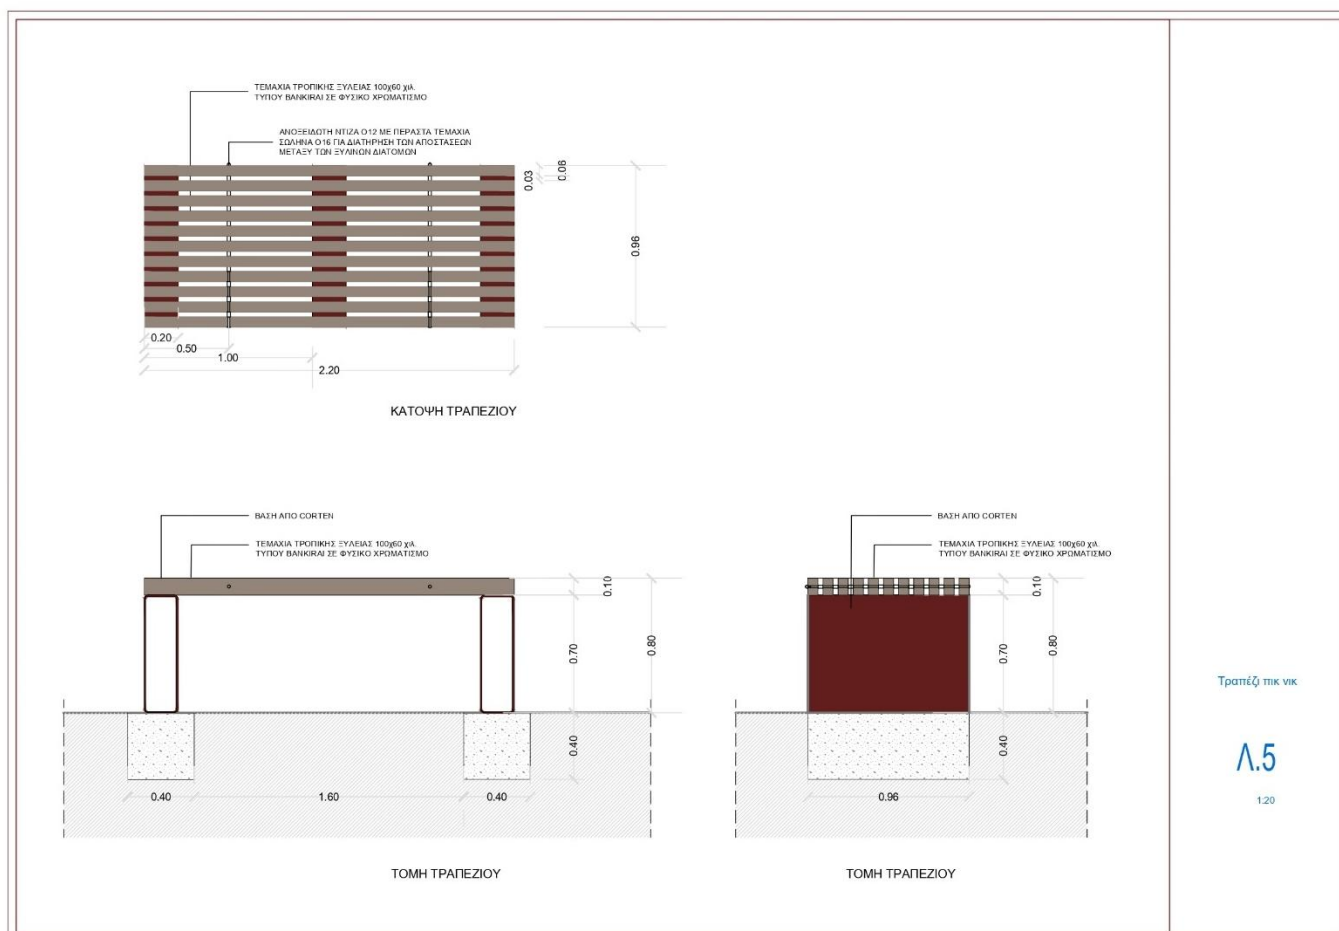 ΤΕΜΑΧΙΑ ΤΡΟΠΙΚΗΣ ΞΥΛΕΙΑΣ 100χ60 χιλ.
ΤΥΠΟΥ BANKIRAI ΣΕ ΦΥΣΙΚΟ ΧΡΩΜΑΤΙΣΜΟ
ΑΝΟΞΕΙΔΩΤΗ ΝΤΙΖΑ Ο12 ΜΕ ΠΕΡΑΣΤΑ ΤΕΜΑΧΙΑ
ΣΩΛΗΝΑ Ο16 ΓΙΑ ΔΙΑΤΗΡΗΣΗ ΤΩΝ ΑΠΟΣΤΑΣΕΩΝ
ΜΕΤΑΞΥ ΤΩΝ ΞΥΛΙΝΩΝ ΔΙΑΤΟΜΩΝ
0.03
0.06
0.96
0.20
0.50
1.00
2.20
ΚΑΤΟΨΗ ΤΡΑΠΕΖΙΟΥ
ΒΑΣΗ ΑΠΟ CORTEN
ΤΕΜΑΧΙΑ ΤΡΟΠΙΚΗΣ ΞΥΛΕΙΑΣ 100χ60 χιλ.
ΤΥΠΟΥ BANKIRAI ΣΕ ΦΥΣΙΚΟ ΧΡΩΜΑΤΙΣΜΟ
0.10
0.70
0.80
0.40
0.40
1.60
0.40
ΤΟΜΗ ΤΡΑΠΕΖΙΟΥ
ΒΑΣΗ ΑΠΟ CORTEN
ΤΕΜΑΧΙΑ ΤΡΟΠΙΚΗΣ ΞΥΛΕΙΑΣ 100χ60 χιλ.
ΤΥΠΟΥ BANKIRAI ΣΕ ΦΥΣΙΚΟ ΧΡΩΜΑΤΙΣΜΟ
0.10
0.70
0.80
0.40
0.96
ΤΟΜΗ ΤΡΑΠΕΖΙΟΥ
Τραπέζι πικ νικ
Λ.5
1:20